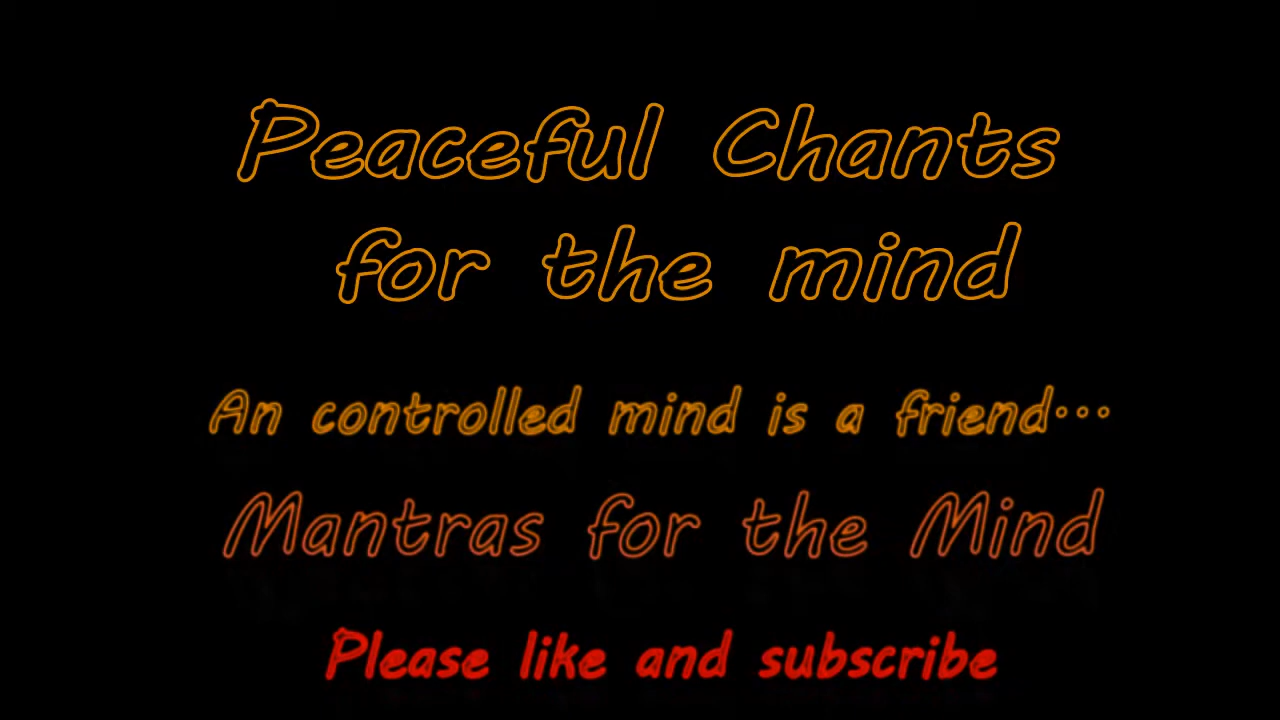 Peaceful Chants
for the mind
An controlled mind is a friend...
Mantras for the Mind
Please like and subscribe